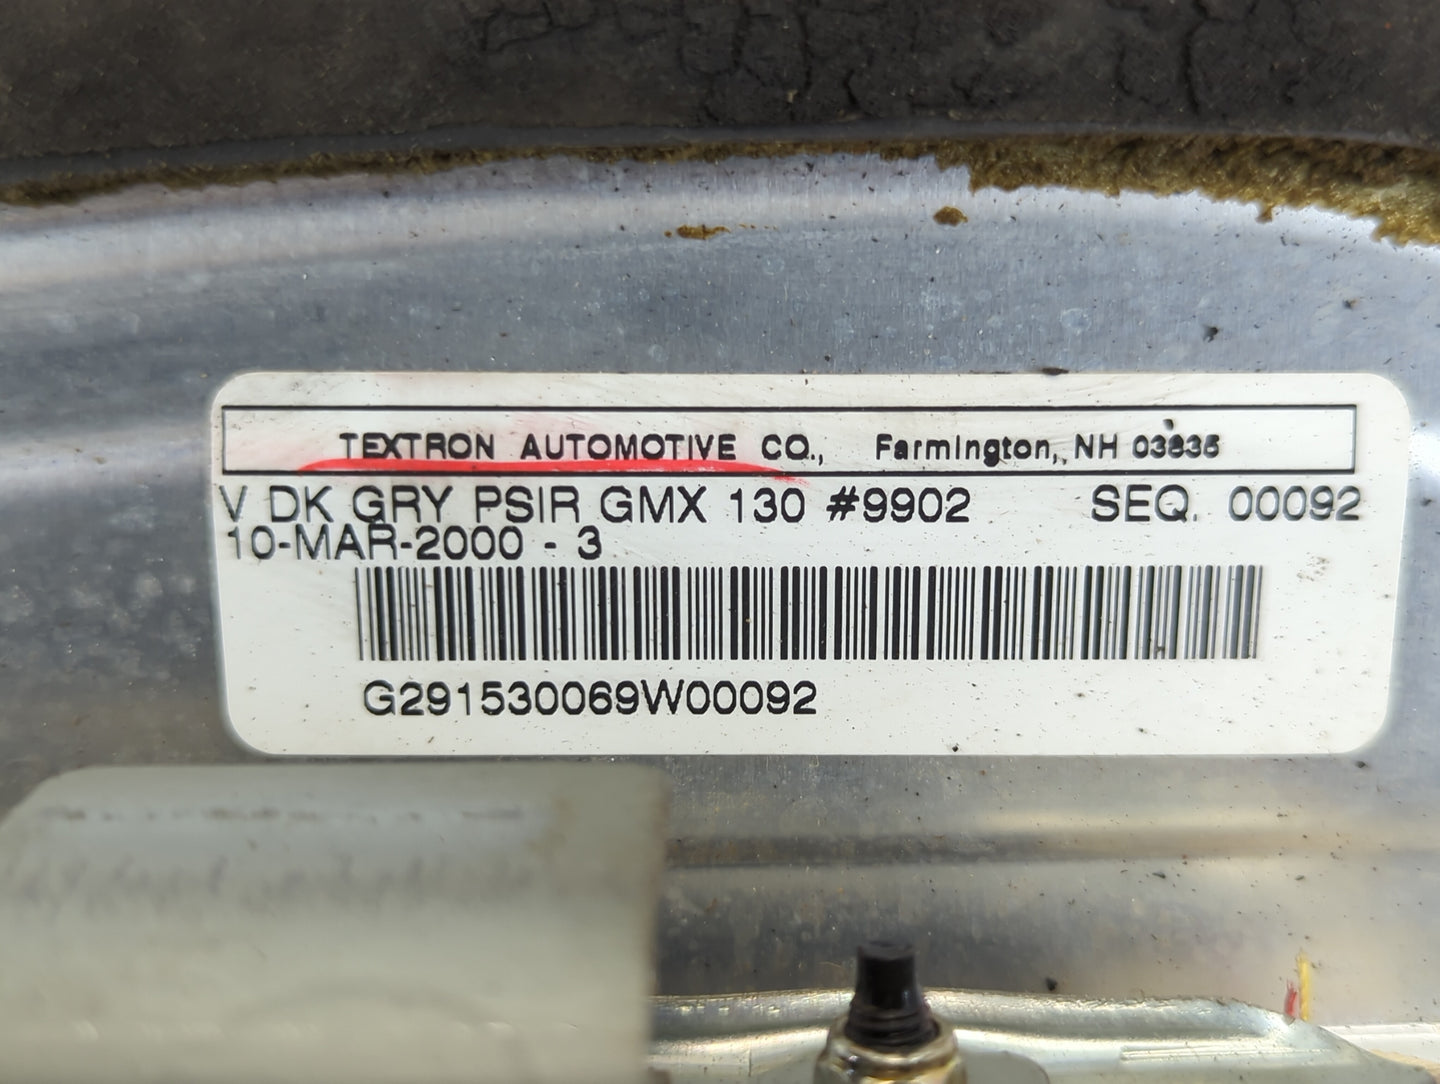 TEXTRON AUTOMOTIVE CO., Farmington, NH 03835
V DK GRY PSIR GMX 130 #9902 SEQ. 00092
10-MAR-2000 - 3
G291530069W00092